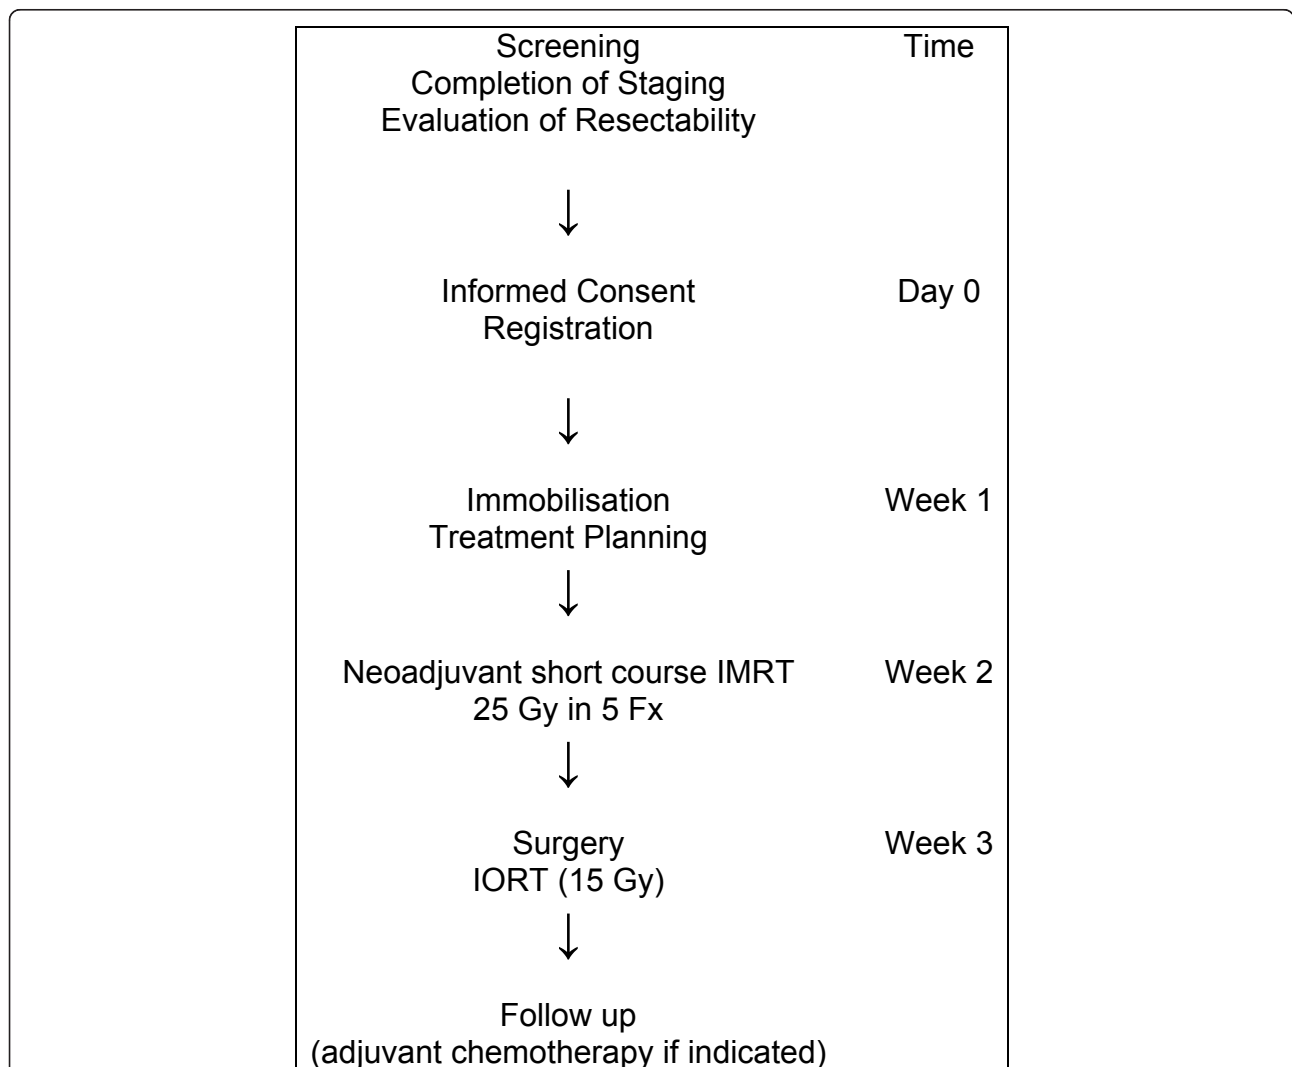 Screening Time
Completion of Staging
Evaluation of Resectability
↓
Informed Consent Day 0
Registration
↓
Immobilisation Week 1
Treatment Planning
↓
Neoadjuvant short course IMRT Week 2
25 Gy in 5 Fx
↓
Surgery Week 3
IORT (15 Gy)
↓
Follow up
(adjuvant chemotherapy if indicated)